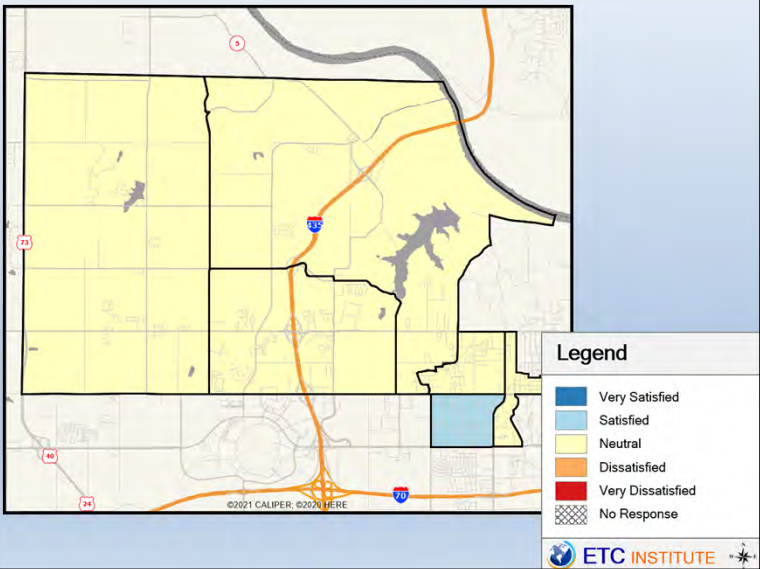 5
435
73
Legend
Very Satisfied
Satisfied
Neutral
Dissatisfied
Very Dissatisfied
No Response
40
24
70
©2021 CALIPER; ©2020 HERE
ETC INSTITUTE